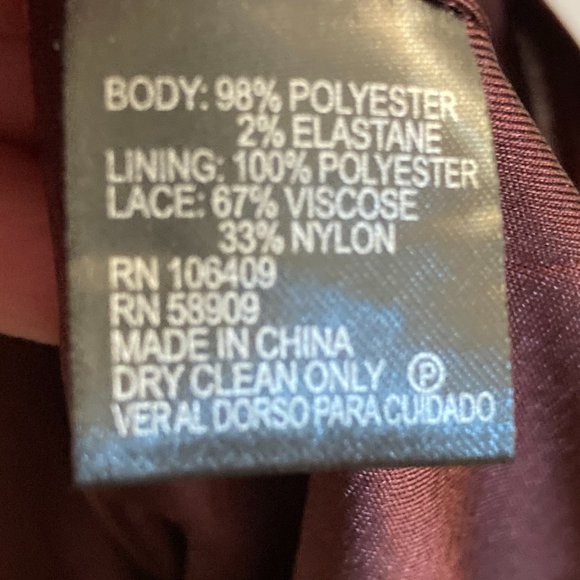 BODY: 98% POLYESTER
2% ELASTANE
LINING: 100% POLYESTER
LACE: 67% VISCOSE
33% NYLON
RN 106409
RN 58909
MADE IN CHINA
DRY CLEAN ONLY Ⓟ
VER AL DORSO PARA CUIDADO